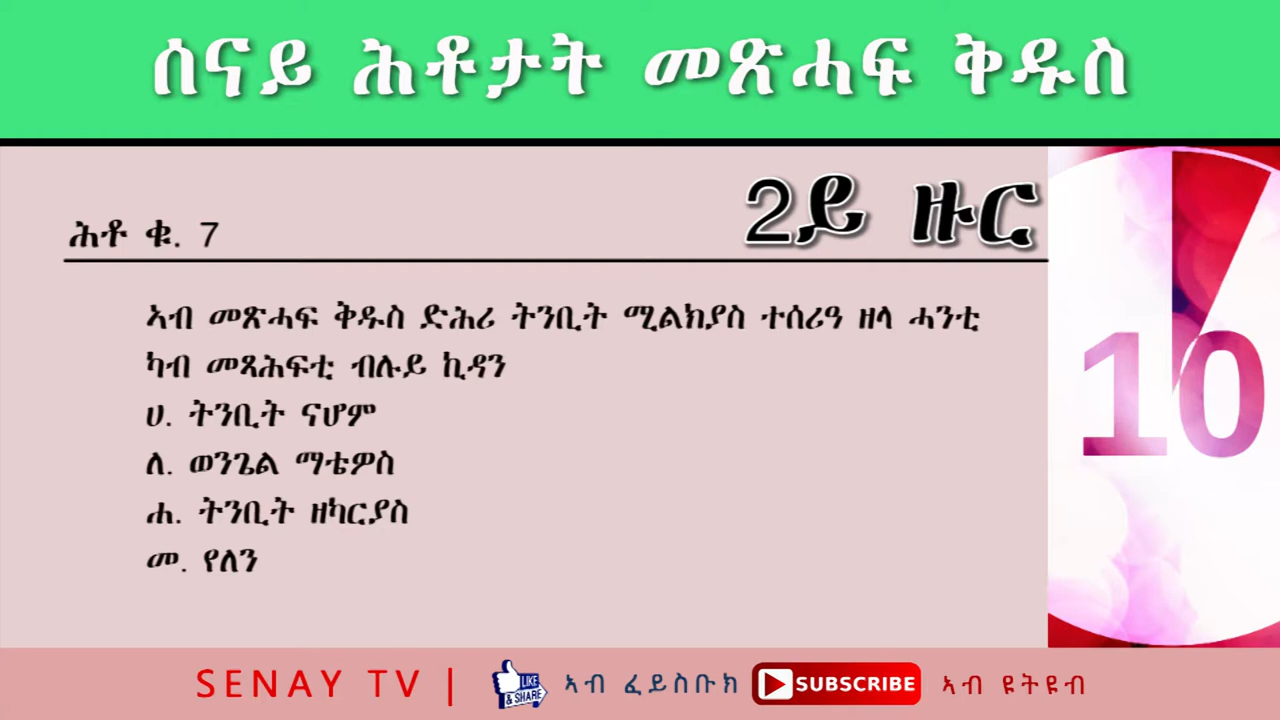 ሰናይ ሕቶታት መጽሓፍ ቅዱስ
2ይ ዙር
ሕቶ ቁ. 7
ኣብ መጽሓፍ ቅዱስ ድሕሪ ትንቢት ሚልክያስ ተሰሪዓ ዘላ ሓንቲ
ካብ መጻሕፍቲ ብሉይ ኪዳን
ሀ. ትንቢት ናሆም
ለ. ወንጌል ማቴዎስ
ሐ. ትንቢት ዘካርያስ
መ. የለን
10
SENAY TV | LIKE & SHARE ኣብ ፈይስቡክ SUBSCRIBE ኣብ ዩትዩብ